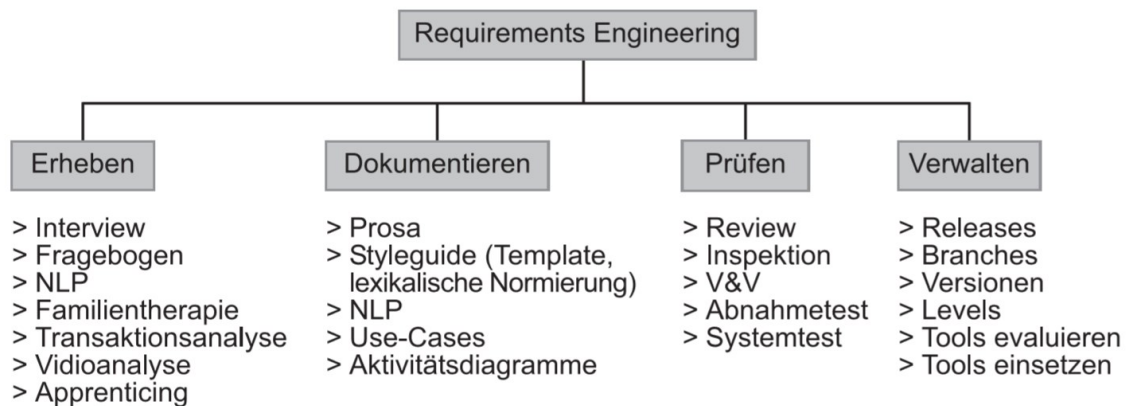 Requirements Engineering
Erheben
> Interview
> Fragebogen
> NLP
> Familientherapie
> Transaktionsanalyse
> Vidioanalyse
> Apprenticing
Dokumentieren
> Prosa
> Styleguide (Template,
lexikalische Normierung)
> NLP
> Use-Cases
> Aktivitätsdiagramme
Prüfen
> Review
> Inspektion
> V&V
> Abnahmetest
> Systemtest
Verwalten
> Releases
> Branches
> Versionen
> Levels
> Tools evaluieren
> Tools einsetzen